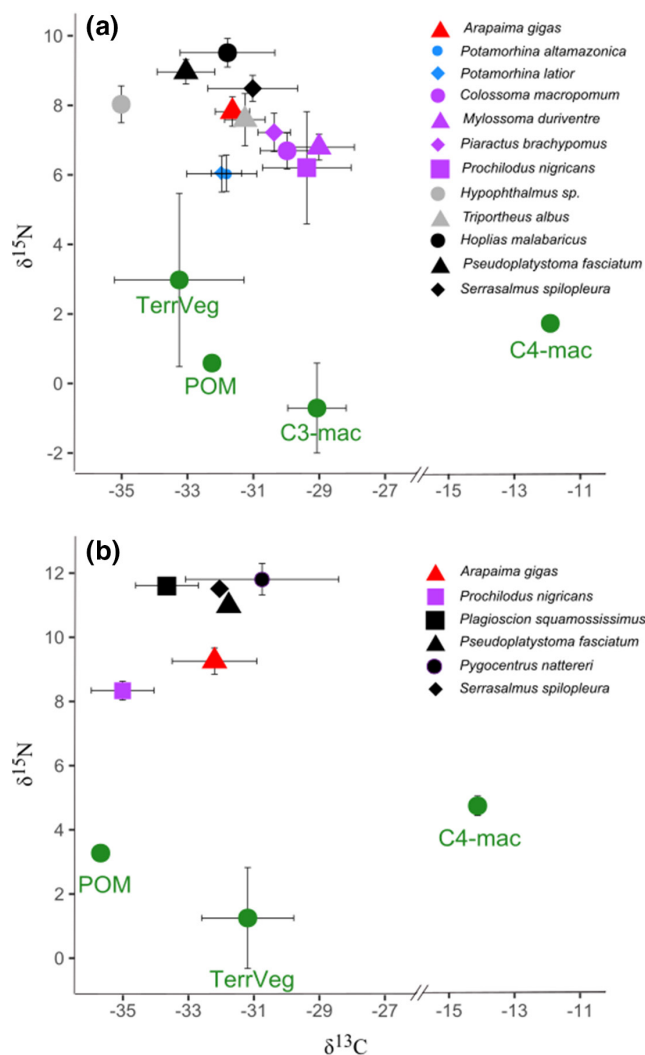 (a)
δ15N
10
8
6
4
2
0
-2
-35
-33
-31
-29
-27
-15
-13
-11
TerrVeg
POM
C3-mac
C4-mac
Arapaima gigas
Potamorhina altamazonica
Potamorhina latior
Colossoma macropomum
Mylossoma duriventre
Piaractus brachypomus
Prochilodus nigricans
Hypophthalmus sp.
Triportheus albus
Hoplias malabaricus
Pseudoplatystoma fasciatum
Serrasalmus spilopleura
(b)
δ15N
12
10
8
6
4
2
0
-35
-33
-31
-29
-27
-15
-13
-11
POM
TerrVeg
C4-mac
Arapaima gigas
Prochilodus nigricans
Plagioscion squamossissimus
Pseudoplatystoma fasciatum
Pygocentrus nattereri
Serrasalmus spilopleura
δ13C